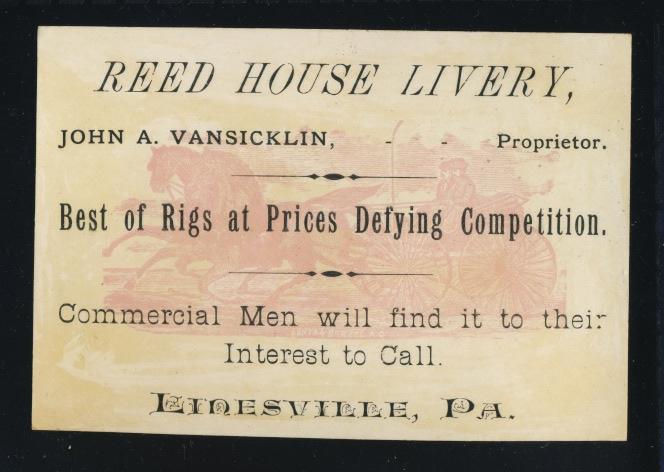 REED HOUSE LIVERY,
JOHN A. VANSICKLIN, - - Proprietor.
Best of Rigs at Prices Defying Competition.
Commercial Men will find it to their
Interest to Call.
LINESVILLE, PA.